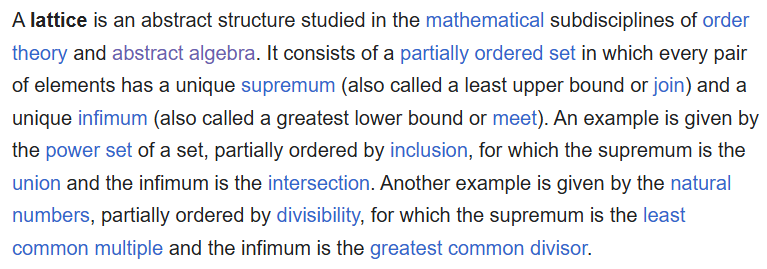 A lattice is an abstract structure studied in the mathematical subdisciplines of order
theory and abstract algebra. It consists of a partially ordered set in which every pair
of elements has a unique supremum (also called a least upper bound or join) and a
unique infimum (also called a greatest lower bound or meet). An example is given by
the power set of a set, partially ordered by inclusion, for which the supremum is the
union and the infimum is the intersection. Another example is given by the natural
numbers, partially ordered by divisibility, for which the supremum is the least
common multiple and the infimum is the greatest common divisor.